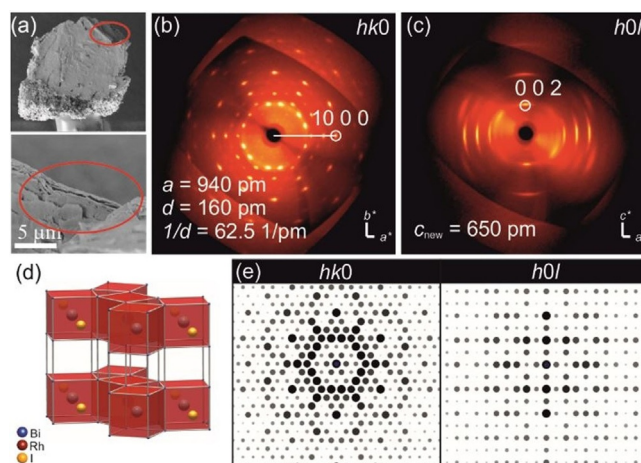 (a)
5 μm
(b)
hk0
10 0 0
a = 940 pm
d = 160 pm
1/d = 62.5 1/pm
b*
a*
(c)
h0l
0 0 2
c new = 650 pm
c*
a*
(d)
Bi
Rh
I
(e)
hk0
h0l